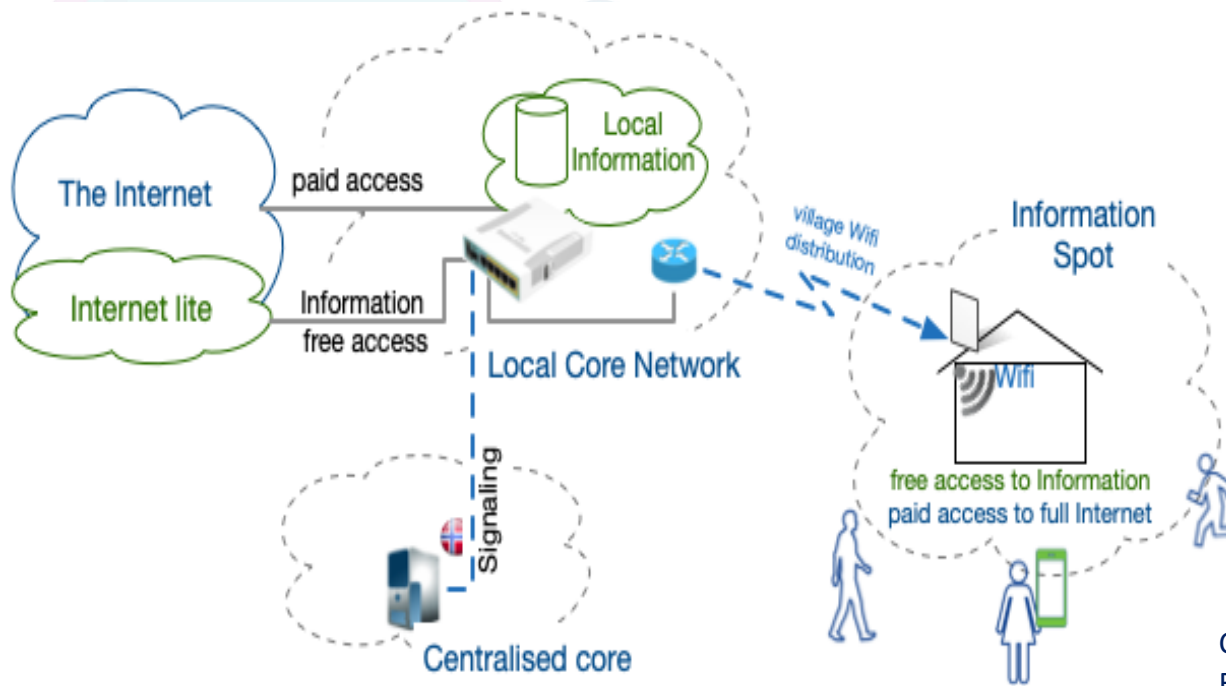 The Internet
paid access
Local
Information
Internet lite
Information
free access
Local Core Network
village Wifi
distribution
Information
Spot
Wifi
free access to Information
paid access to full Internet
Signaling
Centralised core